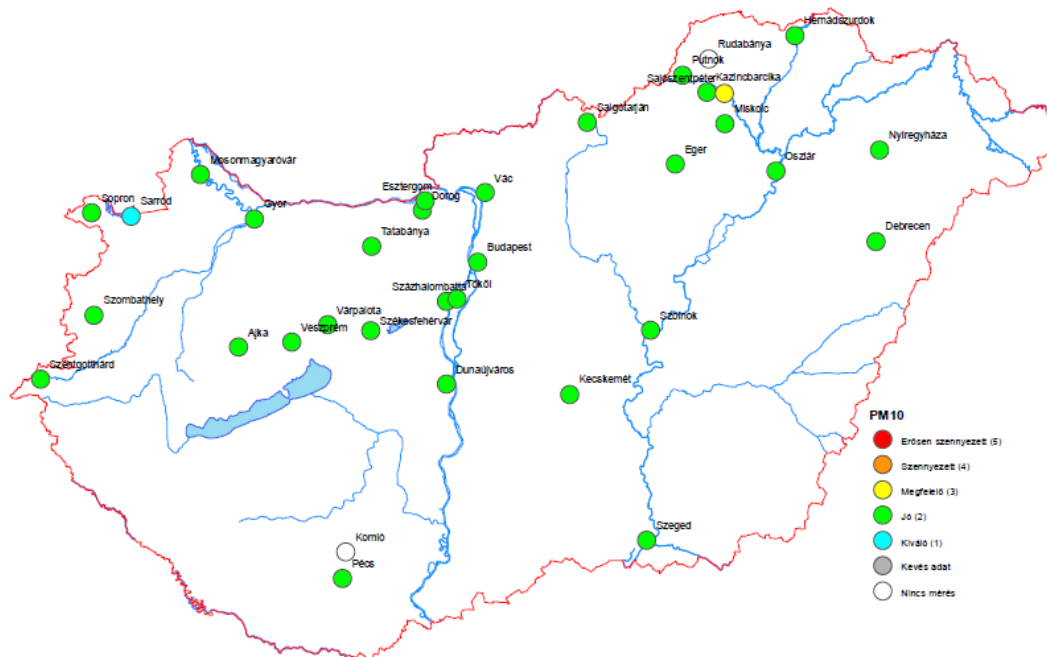 Hernádszurdok
Rudabánya
Putnok
Sajószentpéter
Kazincbarcika
Salgótarján
Miskolc
Nyíregyháza
Eger
Oszlár
Mosonmagyaróvár
Sopron
Sarród
Gyor
Esztergom
Dorog
Vác
Tatabánya
Budapest
Debrecen
Százhalombatta
Tököl
Szombathely
Várpalota
Székesfehérvár
Ajka
Veszprém
Szolnok
Szentgotthárd
Dunaújváros
Kecskemét
PM10
Erősen szennyezett (5)
Szennyezett (4)
Megfelelő (3)
Jó (2)
Kiváló (1)
Kevés adat
Nincs mérés
Szeged
Komló
Pécs